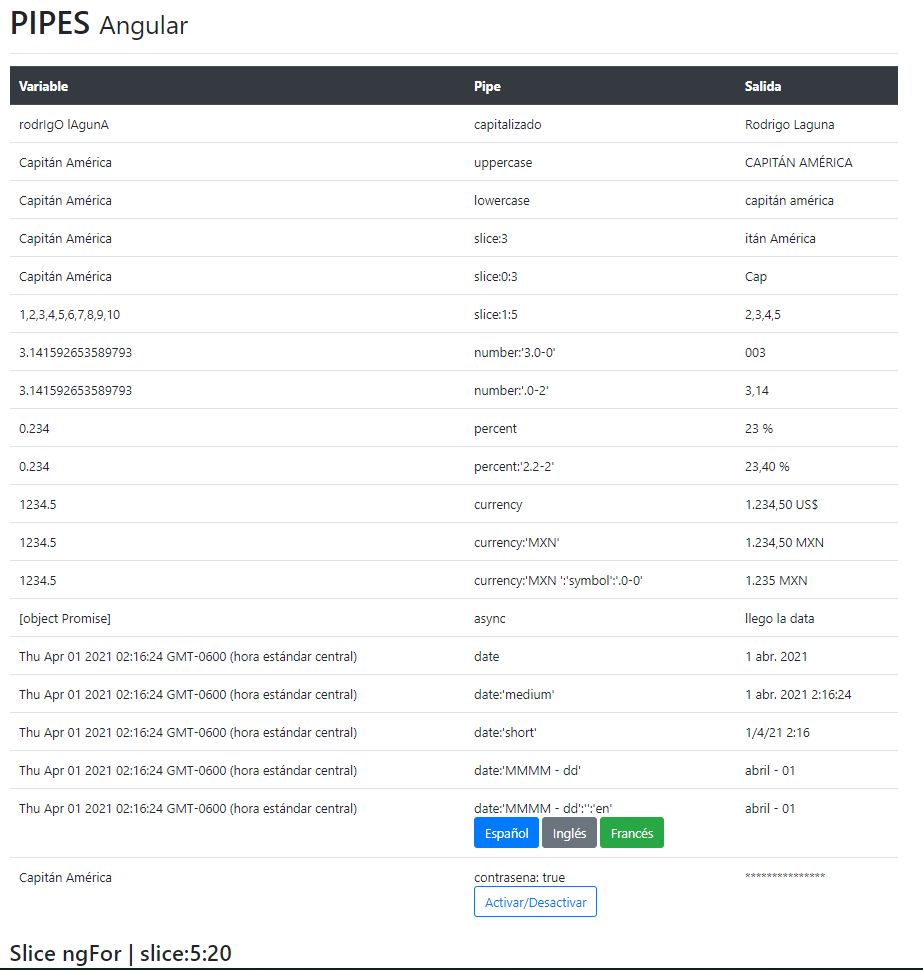 PIPES Angular
Variable Pipe Salida
rodrIgO lAgunA capitalizado Rodrigo Laguna
Capitán América uppercase CAPITÁN AMÉRICA
Capitán América lowercase capitán américa
Capitán América slice:3 itán América
Capitán América slice:0:3 Cap
1,2,3,4,5,6,7,8,9,10 slice:1:5 2,3,4,5
3.141592653589793 number:'3.0-0' 003
3.141592653589793 number:'.0-2' 3,14
0.234 percent 23 %
0.234 percent:'2.2-2' 23,40 %
1234.5 currency 1.234,50 US$
1234.5 currency:'MXN' 1.234,50 MXN
1234.5 currency:'MXN ':'symbol':'.0-0' 1.235 MXN
[object Promise] async llego la data
Thu Apr 01 2021 02:16:24 GMT-0600 (hora estándar central) date 1 abr. 2021
Thu Apr 01 2021 02:16:24 GMT-0600 (hora estándar central) date:'medium' 1 abr. 2021 2:16:24
Thu Apr 01 2021 02:16:24 GMT-0600 (hora estándar central) date:'short' 1/4/21 2:16
Thu Apr 01 2021 02:16:24 GMT-0600 (hora estándar central) date:'MMMM - dd' abril - 01
Thu Apr 01 2021 02:16:24 GMT-0600 (hora estándar central) date:'MMMM - dd':'':'en' abril - 01
Español Inglés Francés
Capitán América contrasena: true ***************
Activar/Desactivar
Slice ngFor | slice:5:20